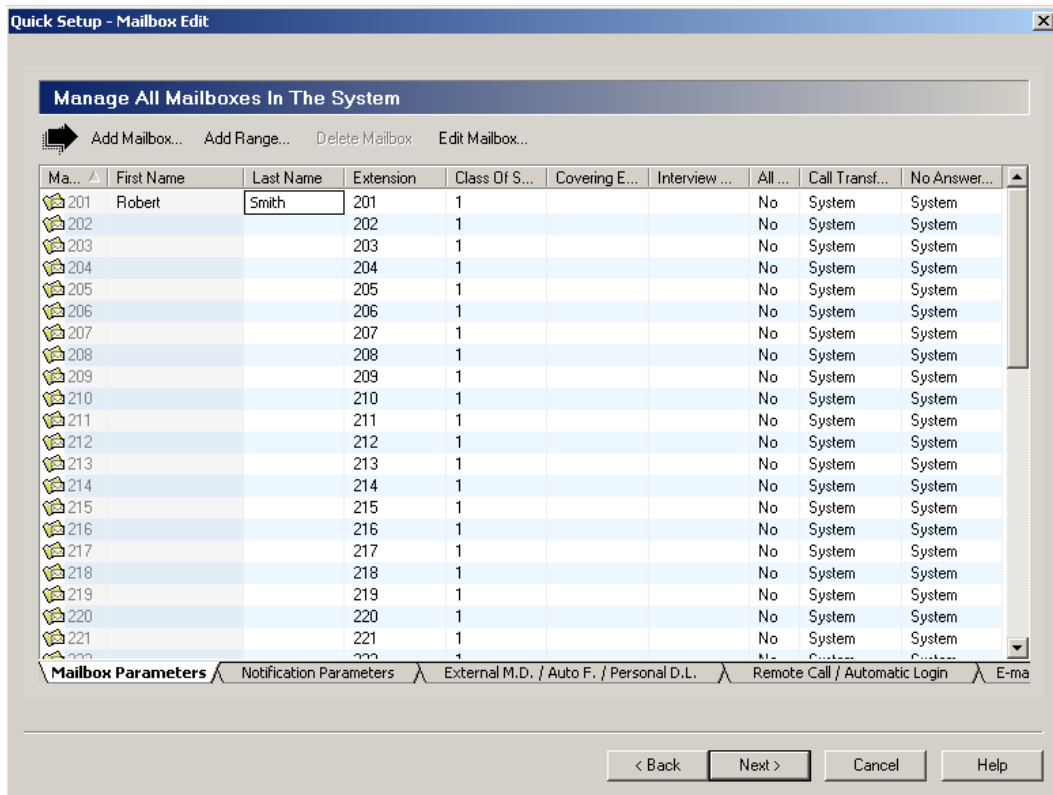 Quick Setup - Mailbox Edit
Manage All Mailboxes In The System
Add Mailbox... Add Range... Delete Mailbox Edit Mailbox...
Ma... First Name Last Name Extension Class Of S... Covering E... Interview ... All ... Call Transf... No Answer...
201 Robert Smith 201 1 No System System
202 202 1 No System System
203 203 1 No System System
204 204 1 No System System
205 205 1 No System System
206 206 1 No System System
207 207 1 No System System
208 208 1 No System System
209 209 1 No System System
210 210 1 No System System
211 211 1 No System System
212 212 1 No System System
213 213 1 No System System
214 214 1 No System System
215 215 1 No System System
216 216 1 No System System
217 217 1 No System System
218 218 1 No System System
219 219 1 No System System
220 220 1 No System System
221 221 1 No System System
Mailbox Parameters Notification Parameters External M.D. / Auto F. / Personal D.L. Remote Call / Automatic Login E-ma
< Back Next > Cancel Help